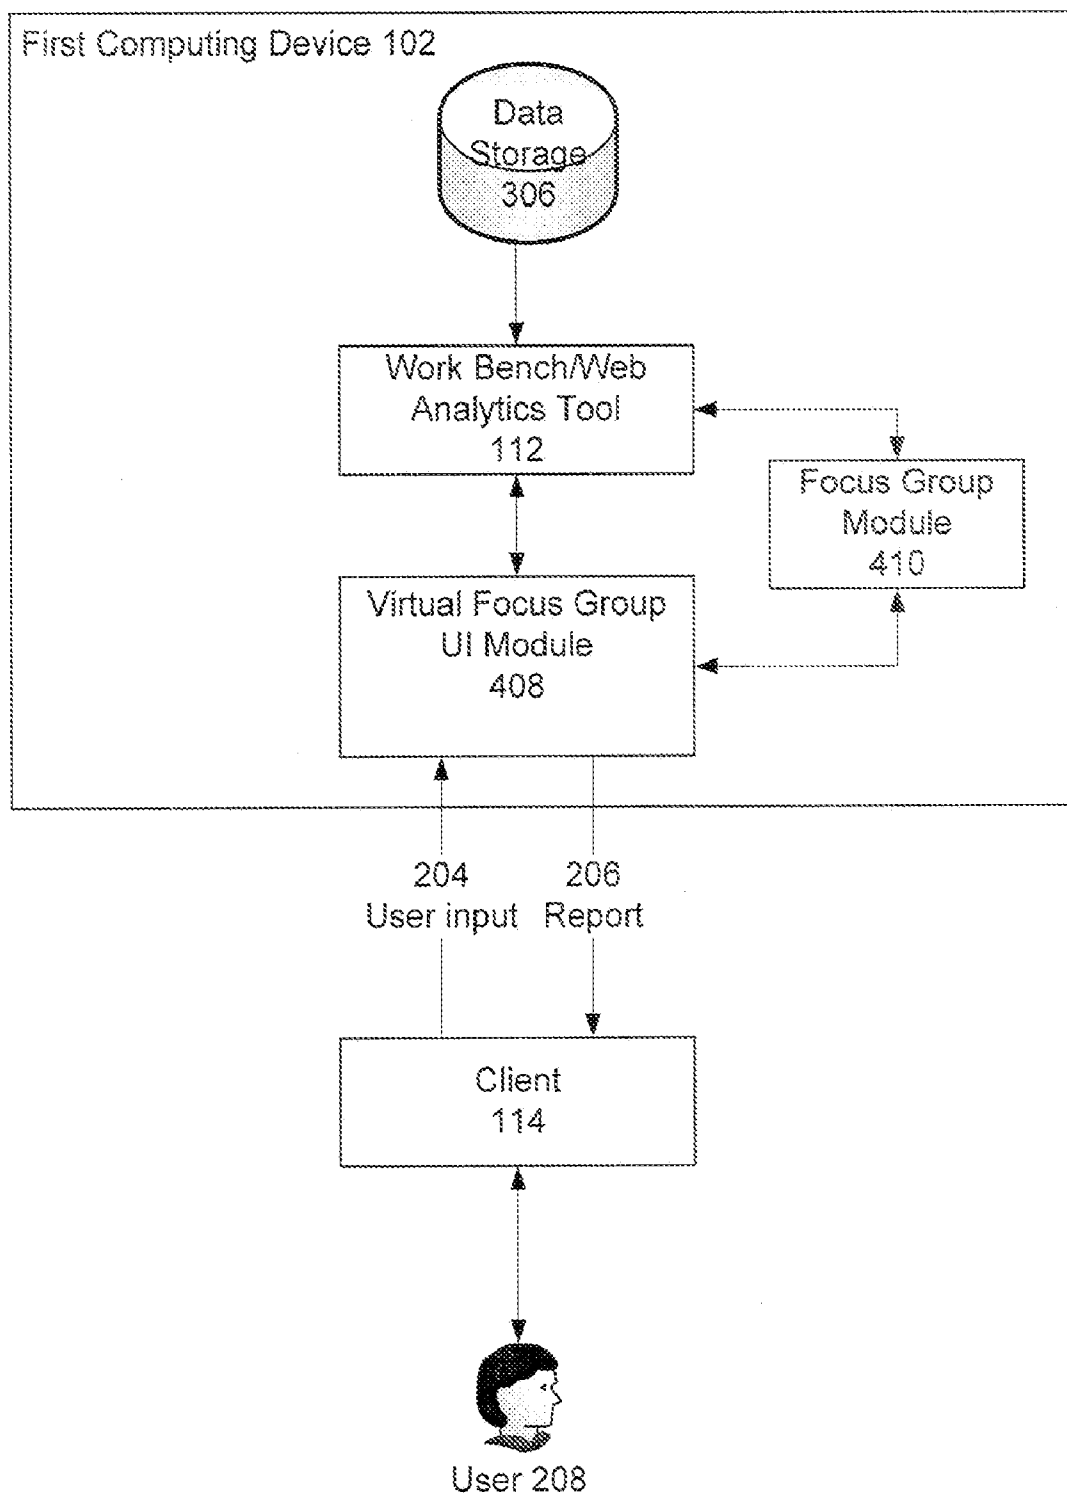 First Computing Device 102
Data
Storage
306
Work Bench/Web
Analytics Tool
112
Focus Group
Module
410
Virtual Focus Group
UI Module
408
204
User input
206
Report
Client
114
User 208